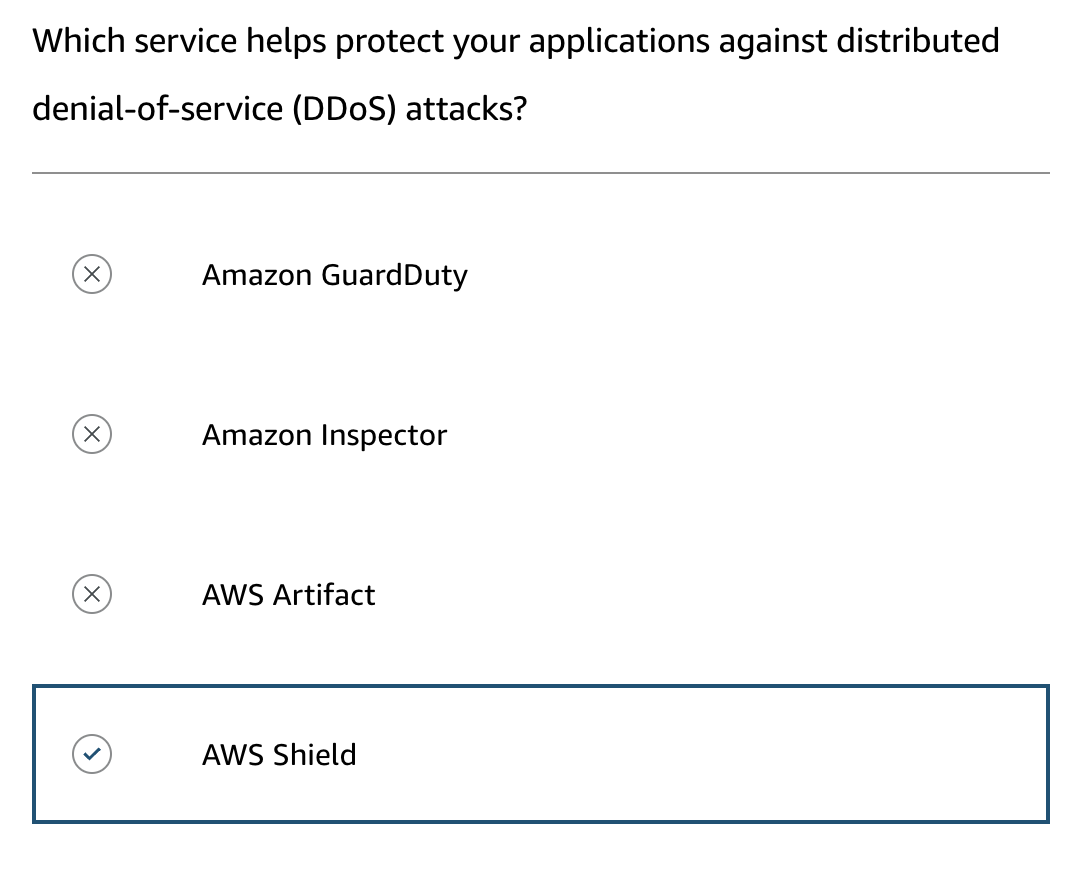 Which service helps protect your applications against distributed
denial-of-service (DDoS) attacks?
Amazon GuardDuty
Amazon Inspector
AWS Artifact
AWS Shield